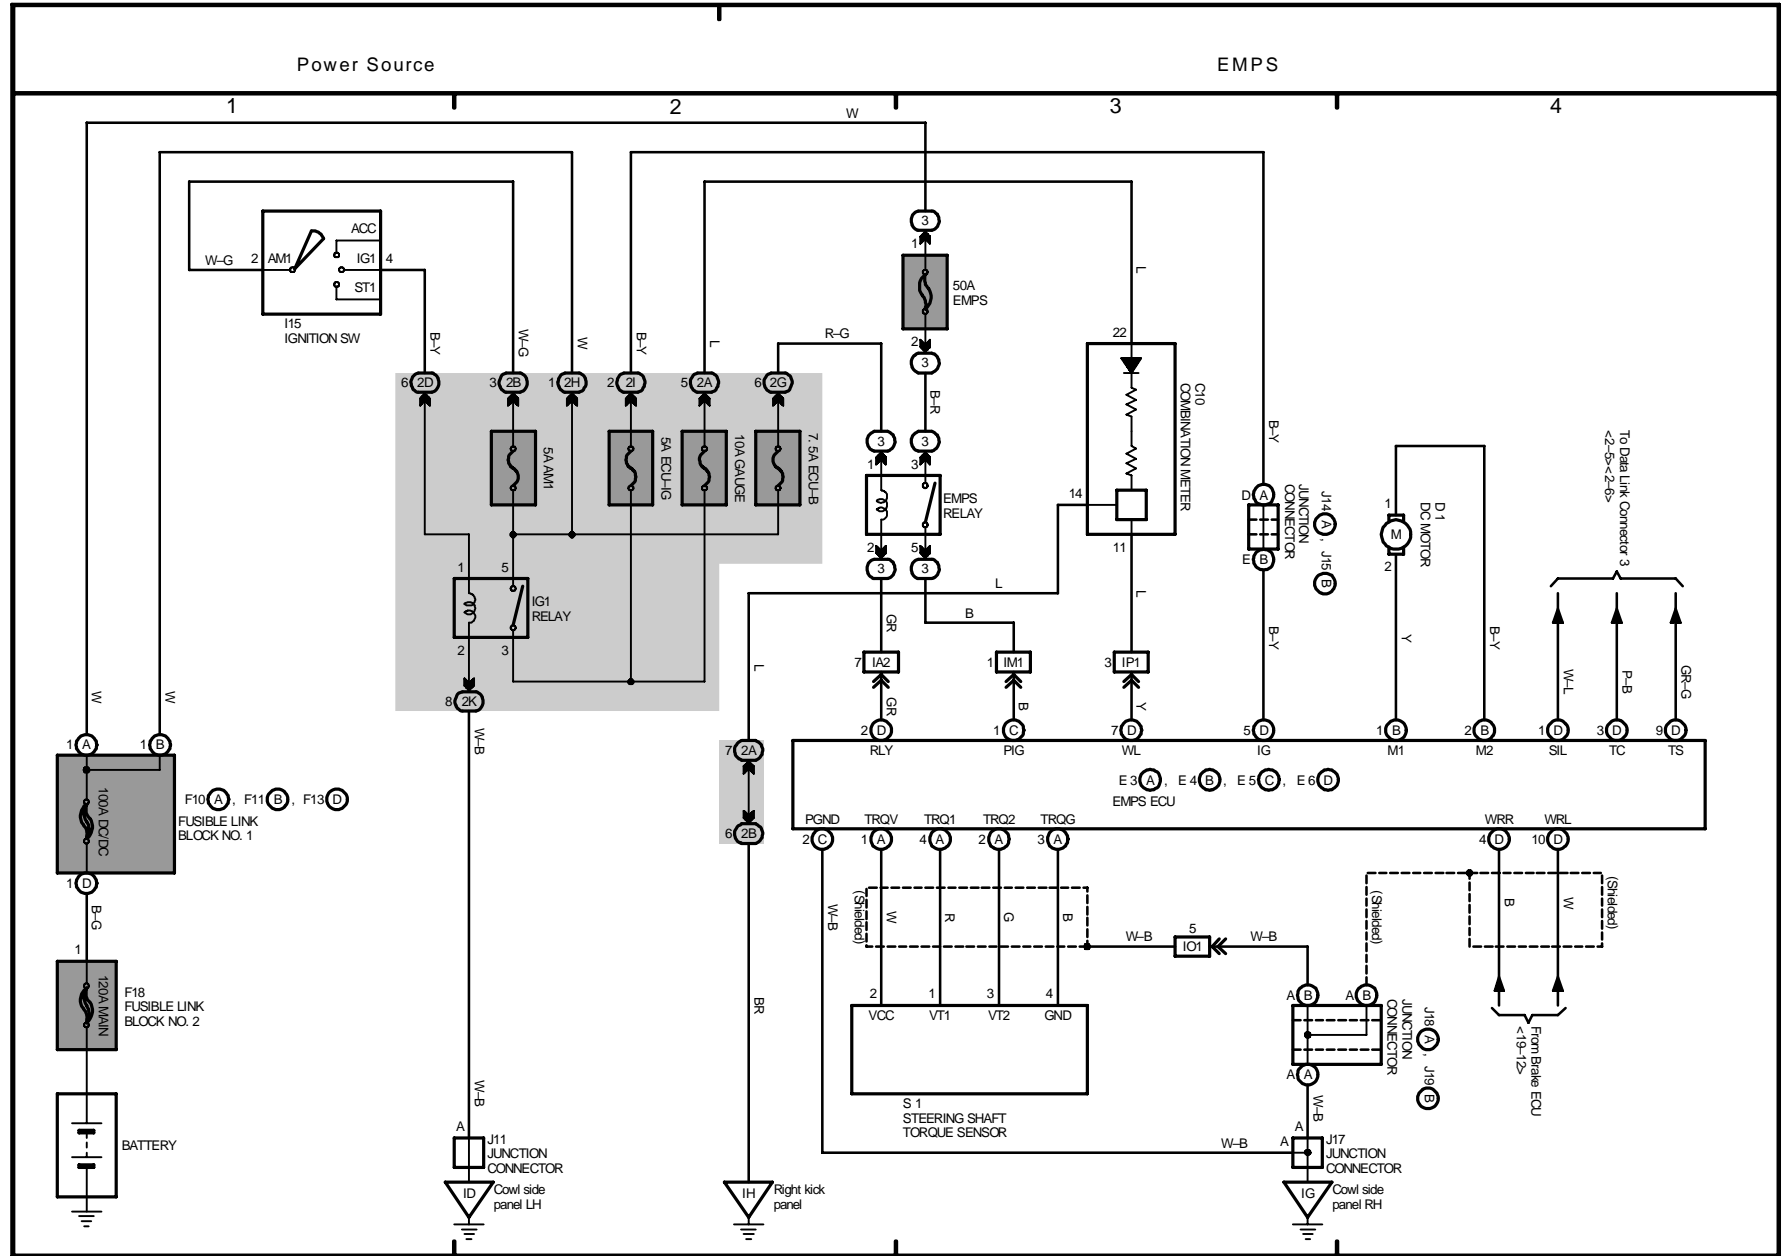 Power Source
EMPS
1
2
3
4
W
ACC
AM1
IG1
ST1
W–G
2
4
I15
IGNITION SW
B–Y
W–G
W
B–Y
L
R–G
6 2D
3 2B
1 2H
2 2I
5 2A
6 2G
5A AM1
5A ECU–IG
10A GAUGE
7. 5A ECU–B
3
1
50A
EMPS
2
3
B–R
3
3
1
3
EMPS
RELAY
2
5
3
3
L
22
C10
COMBINATION METER
14
11
B–Y
D A
E B
J14 A , J15 B
JUNCTION
CONNECTOR
B–Y
1
M
2
D 1
DC MOTOR
Y
B–Y
To Data Link Connector 3
<2–5><2–6>
W–L
P–B
GR–G
1
5
IG1
RELAY
2
3
8 2K
W–B
L
L
B
L
GR
7 IA2
GR
1 IM1
B
3 IP1
Y
W
W
1 A
1 B
100A DC/DC
F10 A , F11 B , F13 D
FUSIBLE LINK
BLOCK NO. 1
1 D
B–G
1
120A MAIN
F18
FUSIBLE LINK
BLOCK NO. 2
BATTERY
7 2A
6 2B
BR
2 D
1 C
7 D
5 D
1 B
2 B
1 D
3 D
9 D
RLY
PIG
WL
IG
M1
M2
SIL
TC
TS
E 3 A , E 4 B , E 5 C , E 6 D
EMPS ECU
PGND
TRQV
TRQ1
TRQ2
TRQG
WRR
WRL
2 C
1 A
4 A
2 A
3 A
4 D
10 D
W–B
(Shielded)
W
R
G
B
W–B
5
IO1
W–B
(Shielded)
B
W
(Shielded)
2
1
3
4
VCC
VT1
VT2
GND
S 1
STEERING SHAFT
TORQUE SENSOR
A B
A B
A A
J18 A , J19 B
JUNCTION
CONNECTOR
From Brake ECU
<19–12>
W–B
W–B
A
J11
JUNCTION
CONNECTOR
ID
Cowl side
panel LH
IH
Right kick
panel
W–B
A
A
J17
JUNCTION
CONNECTOR
IG
Cowl side
panel RH